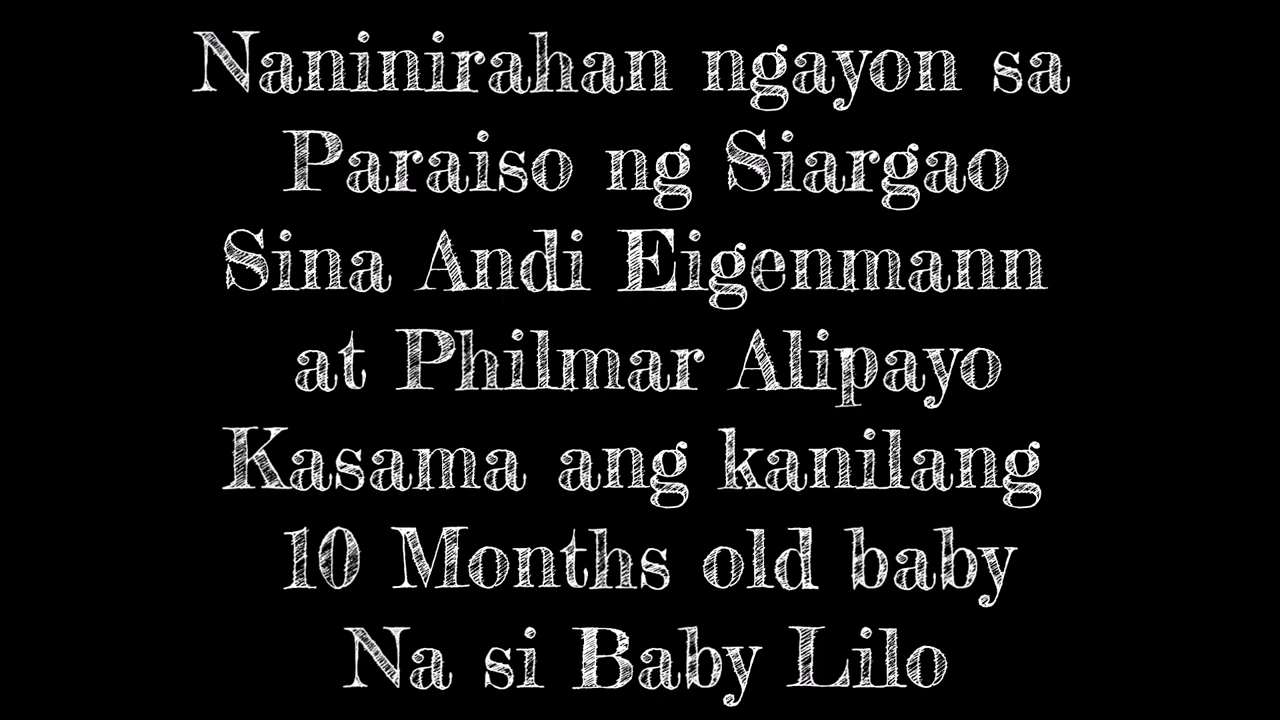 Naninirahan ngayon sa
Paraiso ng Siargao
Sina Andi Eigenmann
at Philmar Alipayo
Kasama ang kanilang
10 Months old baby
Na si Baby Lilo